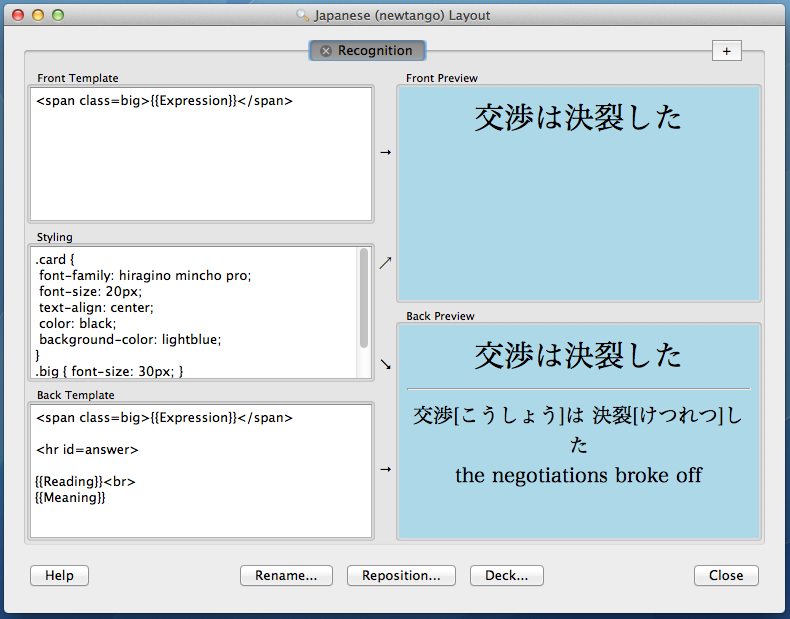 Japanese (newtango) Layout
Recognition
+
Front Template
<span class=big>{{Expression}}</span>
Front Preview
交渉は決裂した
Styling
.card {
font-family: hiragino mincho pro;
font-size: 20px;
text-align: center;
color: black;
background-color: lightblue;
}
.big { font-size: 30px; }
Back Template
<span class=big>{{Expression}}</span>
<hr id=answer>
{{Reading}}<br>
{{Meaning}}
Back Preview
交渉は決裂した
交渉[こうしょう]は 決裂[けつれつ]し
た
the negotiations broke off
Help
Rename...
Reposition...
Deck...
Close